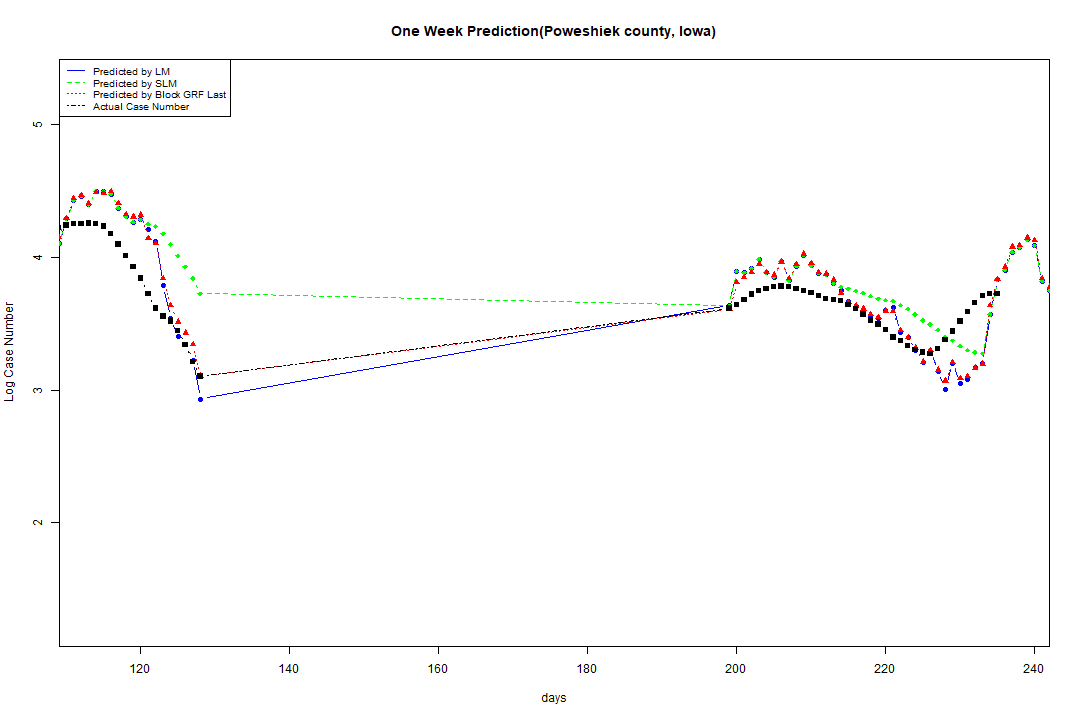 One Week Prediction(Poweshiek county, Iowa)
Predicted by LM
Predicted by SLM
Predicted by Block GRF Last
Actual Case Number
5
4
3
2
Log Case Number
120 140 160 180 200 220 240
days